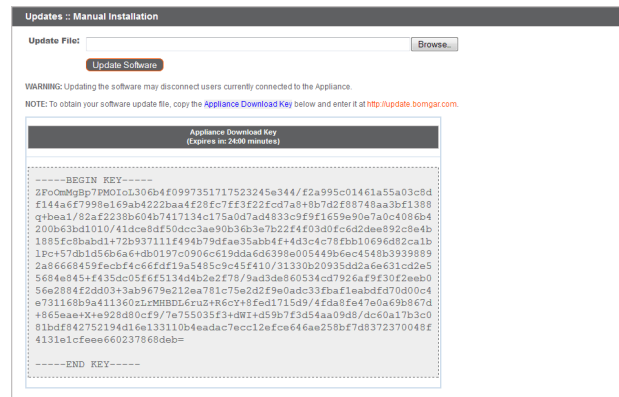 Updates :: Manual Installation
Update File:
Browse..
Update Software
WARNING: Updating the software may disconnect users currently connected to the Appliance.
NOTE: To obtain your software update file, copy the Appliance Download Key below and enter it at http://update.bomgar.com.
Appliance Download Key
(Expires in: 24:00 minutes)
-----BEGIN KEY-----
ZFoOmMgBp7PMOIoL306b4f0997351717523245e344/f2a995c01461a55a03c8d
f144a6f7998e169ab4222baa4f28fc7ff3f22fcd7a8+8b7d2f88748aa3bf1388
q+bea1/82af2238b604b7417134c175a0d7ad4833c9f9f1659e90e7a0c4086b4
200b63bd1010/41dce8df50dcc3ae90b36b3e7b22f4f03d0fc6d2dee892c8e4b
1885fc8babd1+72b937111f494b79dfae35abb4f+4d3c4c78fbb10696d82ca1b
1Pc+57db1d56b6a6+db0197c0906c619dda6d6398e005449b6ec4548b3939889
2a86668459fecbf4c66fdf19a5485c9c45f410/31330b20935dd2a6e631cd2e5
5684e845+f435dc05f6f5134d4b2e2f78/9ad3de860534cd7926af9f30f2eeb0
56e2884f2dd03+3ab9679e212ea781c75e2d2f9e0adc33fbaf1eabdfd70d00c4
e731168b9a411360zLrMHBDL6ruZ+R6cY+8fed1715d9/4fda8fe47e0a69b867d
+865eae+X+e928d80cf9/7e755035f3+dWI+d59b7f3d54aa09d8/dc60a17b3c0
81bdf842752194d16e133110b4eadac7ecc12efce646ae258bf7d8372370048f
4131e1cfeee660237868deb=
-----END KEY-----